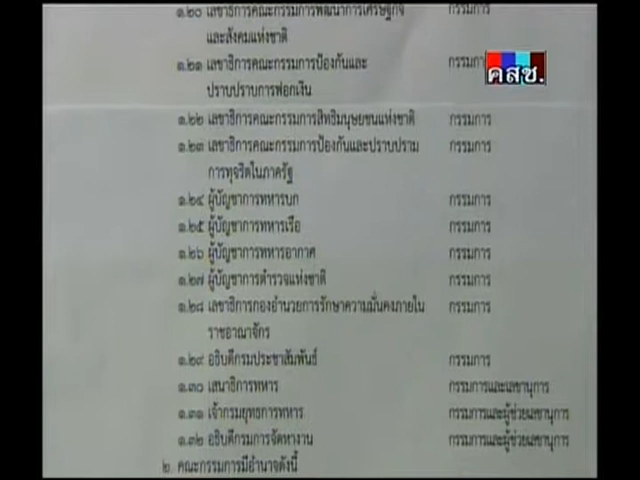 ๑.๒๐ เลขาธิการคณะกรรมการพัฒนาการเศรษฐกิจ กรรมการ
และสังคมแห่งชาติ
๑.๒๑ เลขาธิการคณะกรรมการป้องกันและ กรรมการ
คสช.
ปราบปราบการฟอกเงิน
๑.๒๒ เลขาธิการคณะกรรมการสิทธิมนุษยชนแห่งชาติ กรรมการ
๑.๒๓ เลขาธิการคณะกรรมการป้องกันและปราบปราม กรรมการ
การทุจริตในภาครัฐ
๑.๒๔ ผู้บัญชาการทหารบก กรรมการ
๑.๒๕ ผู้บัญชาการทหารเรือ กรรมการ
๑.๒๖ ผู้บัญชาการทหารอากาศ กรรมการ
๑.๒๗ ผู้บัญชาการตำรวจแห่งชาติ กรรมการ
๑.๒๘ เลขาธิการกองอำนวยการรักษาความมั่นคงภายใน กรรมการ
ราชอาณาจักร
๑.๒๙ อธิบดีกรมประชาสัมพันธ์ กรรมการ
๑.๓๐ เสนาธิการทหาร กรรมการและเลขานุการ
๑.๓๑ เจ้ากรมยุทธการทหาร กรรมการและผู้ช่วยเลขานุการ
๑.๓๒ อธิบดีกรมการจัดหางาน กรรมการและผู้ช่วยเลขานุการ
๒. คณะกรรมการมีอำนาจดังนี้